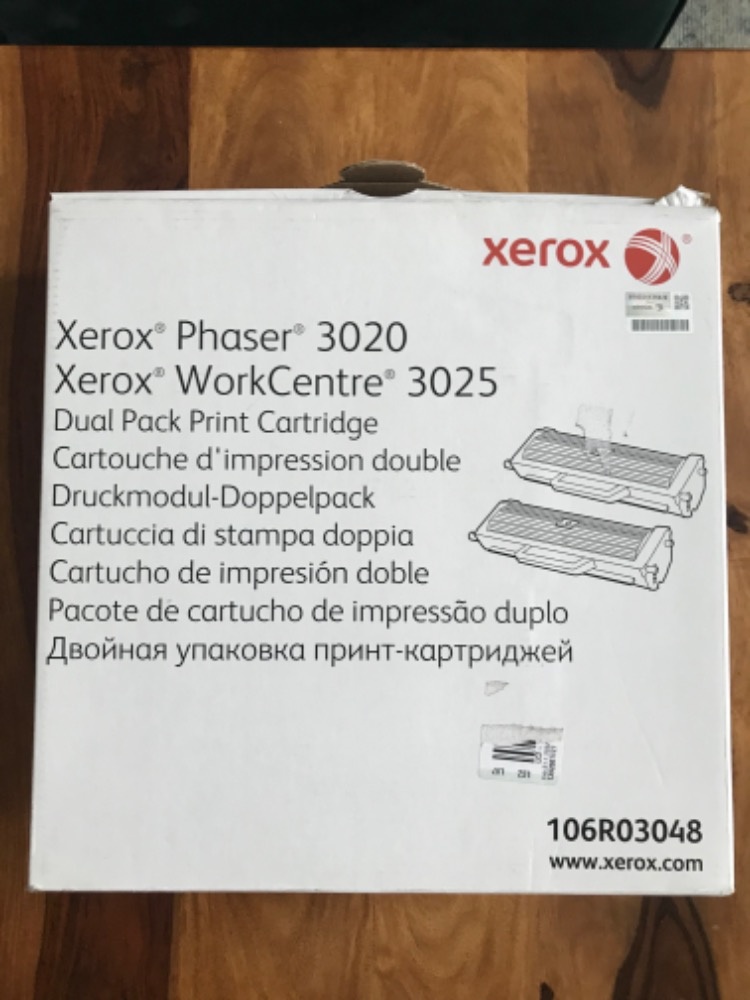 xerox®
Xerox® Phaser® 3020
Xerox® WorkCentre® 3025
Dual Pack Print Cartridge
Cartouche d'impression double
Druckmodul-Doppelpack
Cartuccia di stampa doppia
Cartucho de impresión doble
Pacote de cartucho de impressão duplo
Двойная упаковка принт-картриджей
106R03048
www.xerox.com